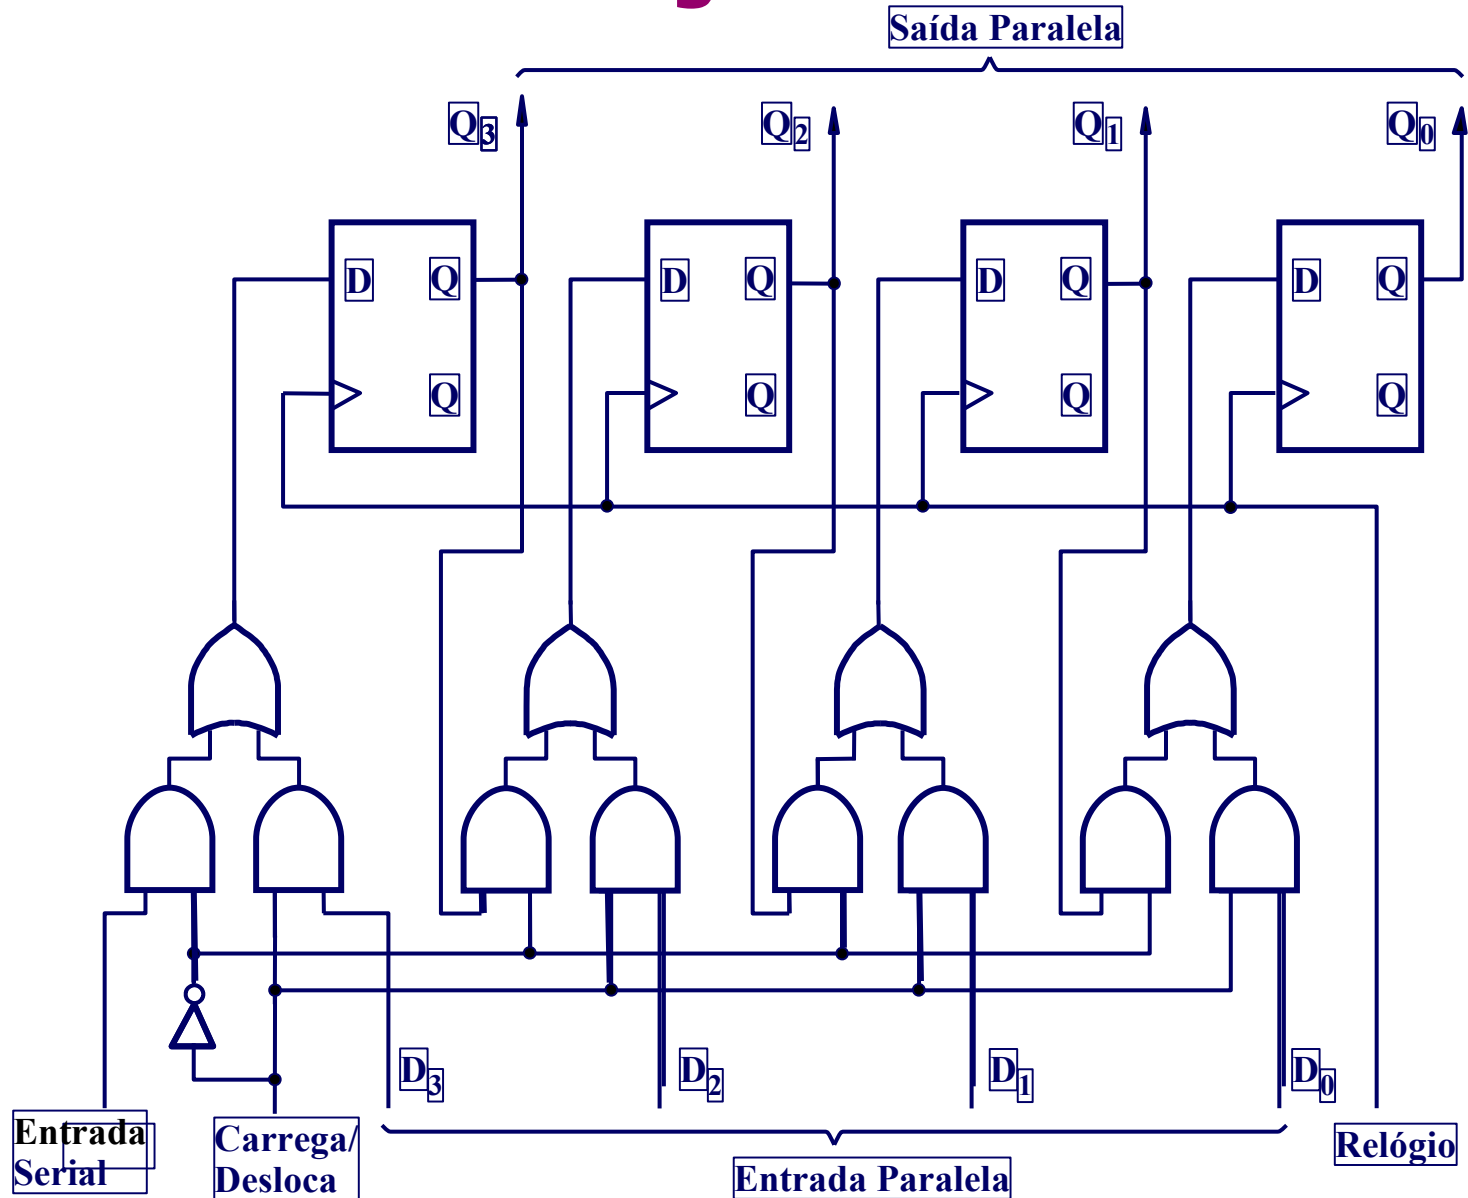 Saída Paralela
Q3 Q2 Q1 Q0
D Q D Q D Q D Q
Q Q Q Q
D3 D2 D1 D0
Entrada
Serial
Carrega/
Desloca
Entrada Paralela
Relógio